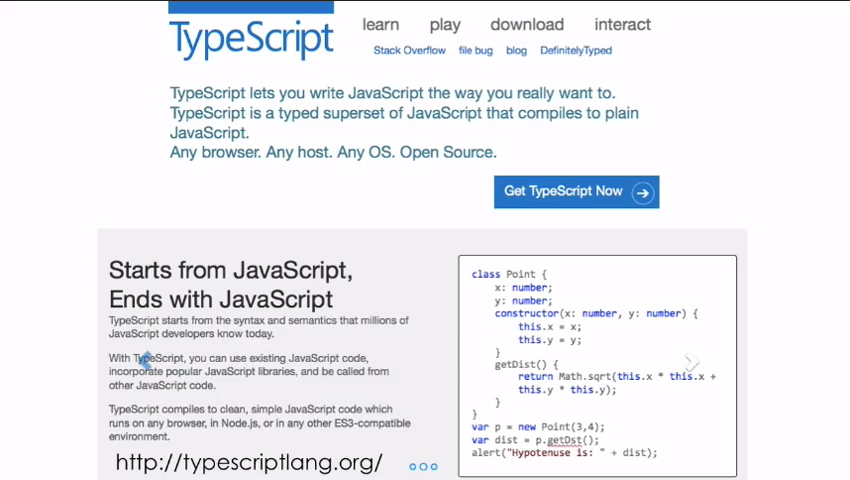 TypeScript
learn play download interact
Stack Overflow file bug blog DefinitelyTyped
TypeScript lets you write JavaScript the way you really want to.
TypeScript is a typed superset of JavaScript that compiles to plain
JavaScript.
Any browser. Any host. Any OS. Open Source.
Get TypeScript Now
Starts from JavaScript,
Ends with JavaScript
TypeScript starts from the syntax and semantics that millions of
JavaScript developers know today.
With TypeScript, you can use existing JavaScript code,
incorporate popular JavaScript libraries, and be called from
other JavaScript code.
TypeScript compiles to clean, simple JavaScript code which
runs on any browser, in Node.js, or in any other ES3-compatible
environment.
http://typescriptlang.org/
class Point {
x: number;
y: number;
constructor(x: number, y: number) {
this.x = x;
this.y = y;
}
getDist() {
return Math.sqrt(this.x * this.x +
this.y * this.y);
}
}
var p = new Point(3,4);
var dist = p.getDst();
alert("Hypotenuse is: " + dist);